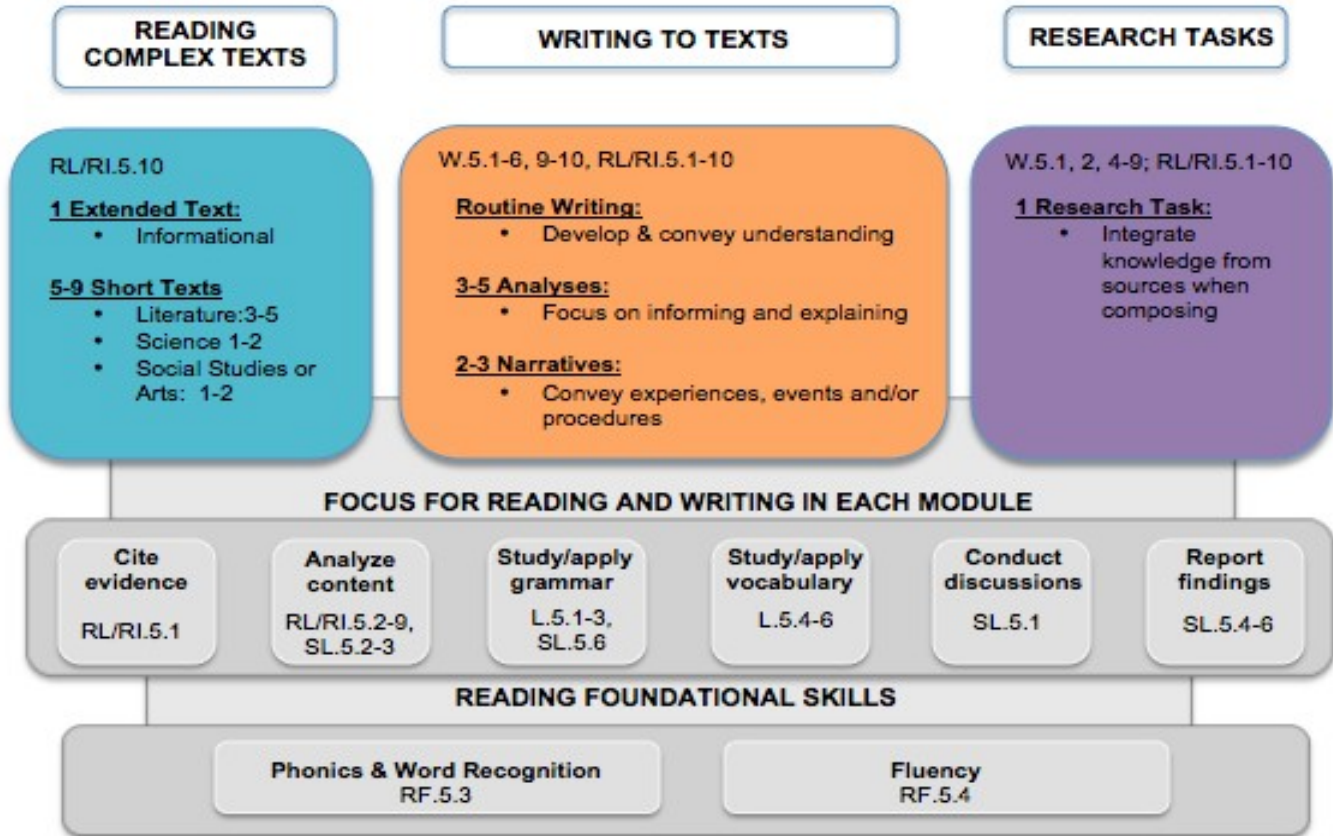 READING
COMPLEX TEXTS
WRITING TO TEXTS
RESEARCH TASKS
RL/RI.5.10
1 Extended Text:
• Informational
5-9 Short Texts
• Literature:3-5
• Science 1-2
• Social Studies or
Arts: 1-2
W.5.1-6, 9-10, RL/RI.5.1-10
Routine Writing:
• Develop & convey understanding
3-5 Analyses:
• Focus on informing and explaining
2-3 Narratives:
• Convey experiences, events and/or
procedures
W.5.1, 2, 4-9; RL/RI.5.1-10
1 Research Task:
• Integrate
knowledge from
sources when
composing
FOCUS FOR READING AND WRITING IN EACH MODULE
Cite
evidence
RL/RI.5.1
Analyze
content
RL/RI.5.2-9,
SL.5.2-3
Study/apply
grammar
L.5.1-3,
SL.5.6
Study/apply
vocabulary
L.5.4-6
Conduct
discussions
SL.5.1
Report
findings
SL.5.4-6
READING FOUNDATIONAL SKILLS
Phonics & Word Recognition
RF.5.3
Fluency
RF.5.4